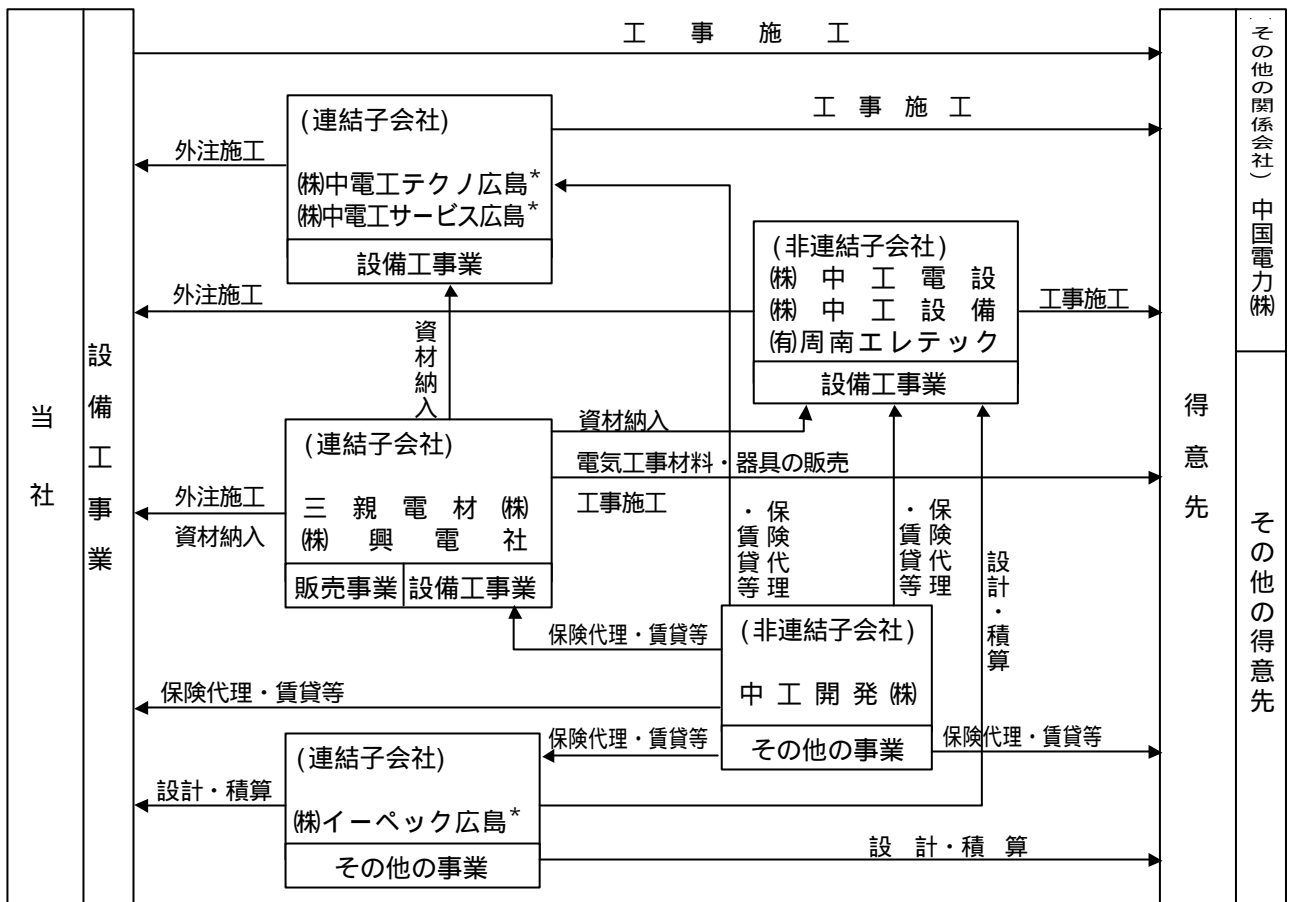 当社
設備工事業
工事施工
(連結子会社)
㈱中電工テクノ広島*
㈱中電工サービス広島*
設備工事業
外注施工
工事施工
(非連結子会社)
㈱中工電設
㈱中工設備
㈲周南エレテック
設備工事業
外注施工
工事施工
資材納入
(連結子会社)
三親電材㈱
㈱興電社
販売事業
設備工事業
外注施工
資材納入
資材納入
電気工事材料・器具の販売
工事施工
保険代理
・賃貸等
保険代理
・賃貸等
設計・積算
(非連結子会社)
中工開発㈱
その他の事業
保険代理・賃貸等
保険代理・賃貸等
保険代理・賃貸等
保険代理・賃貸等
(連結子会社)
㈱イーペック広島*
その他の事業
設計・積算
設計・積算
得意先
(その他の関係会社) 中国電力㈱
その他の得意先